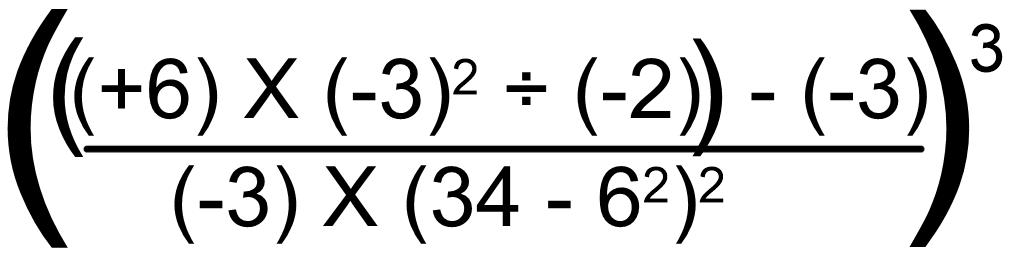 (((+6) X (-3)² ÷ (-2)) - (-3))³
(-3) X (34 - 6²)²